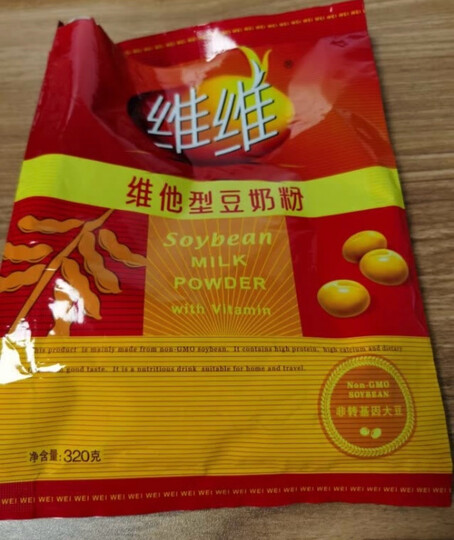 维维
维他型豆奶粉
Soybean
MILK
POWDER
with Vitamin
This product is mainly made from non-GMO soybean. It contains high protein, high calcium and dietary
good taste. It is a nutritious drink suitable for home and travel.
Non-GMO
SOYBEAN
非转基因大豆
净含量: 320克
WEI WEI WEI WEI WEI WEI WEI WEI WEI WEI WEI WEI WEI WEI WEI WEI WEI WEI WEI WEI